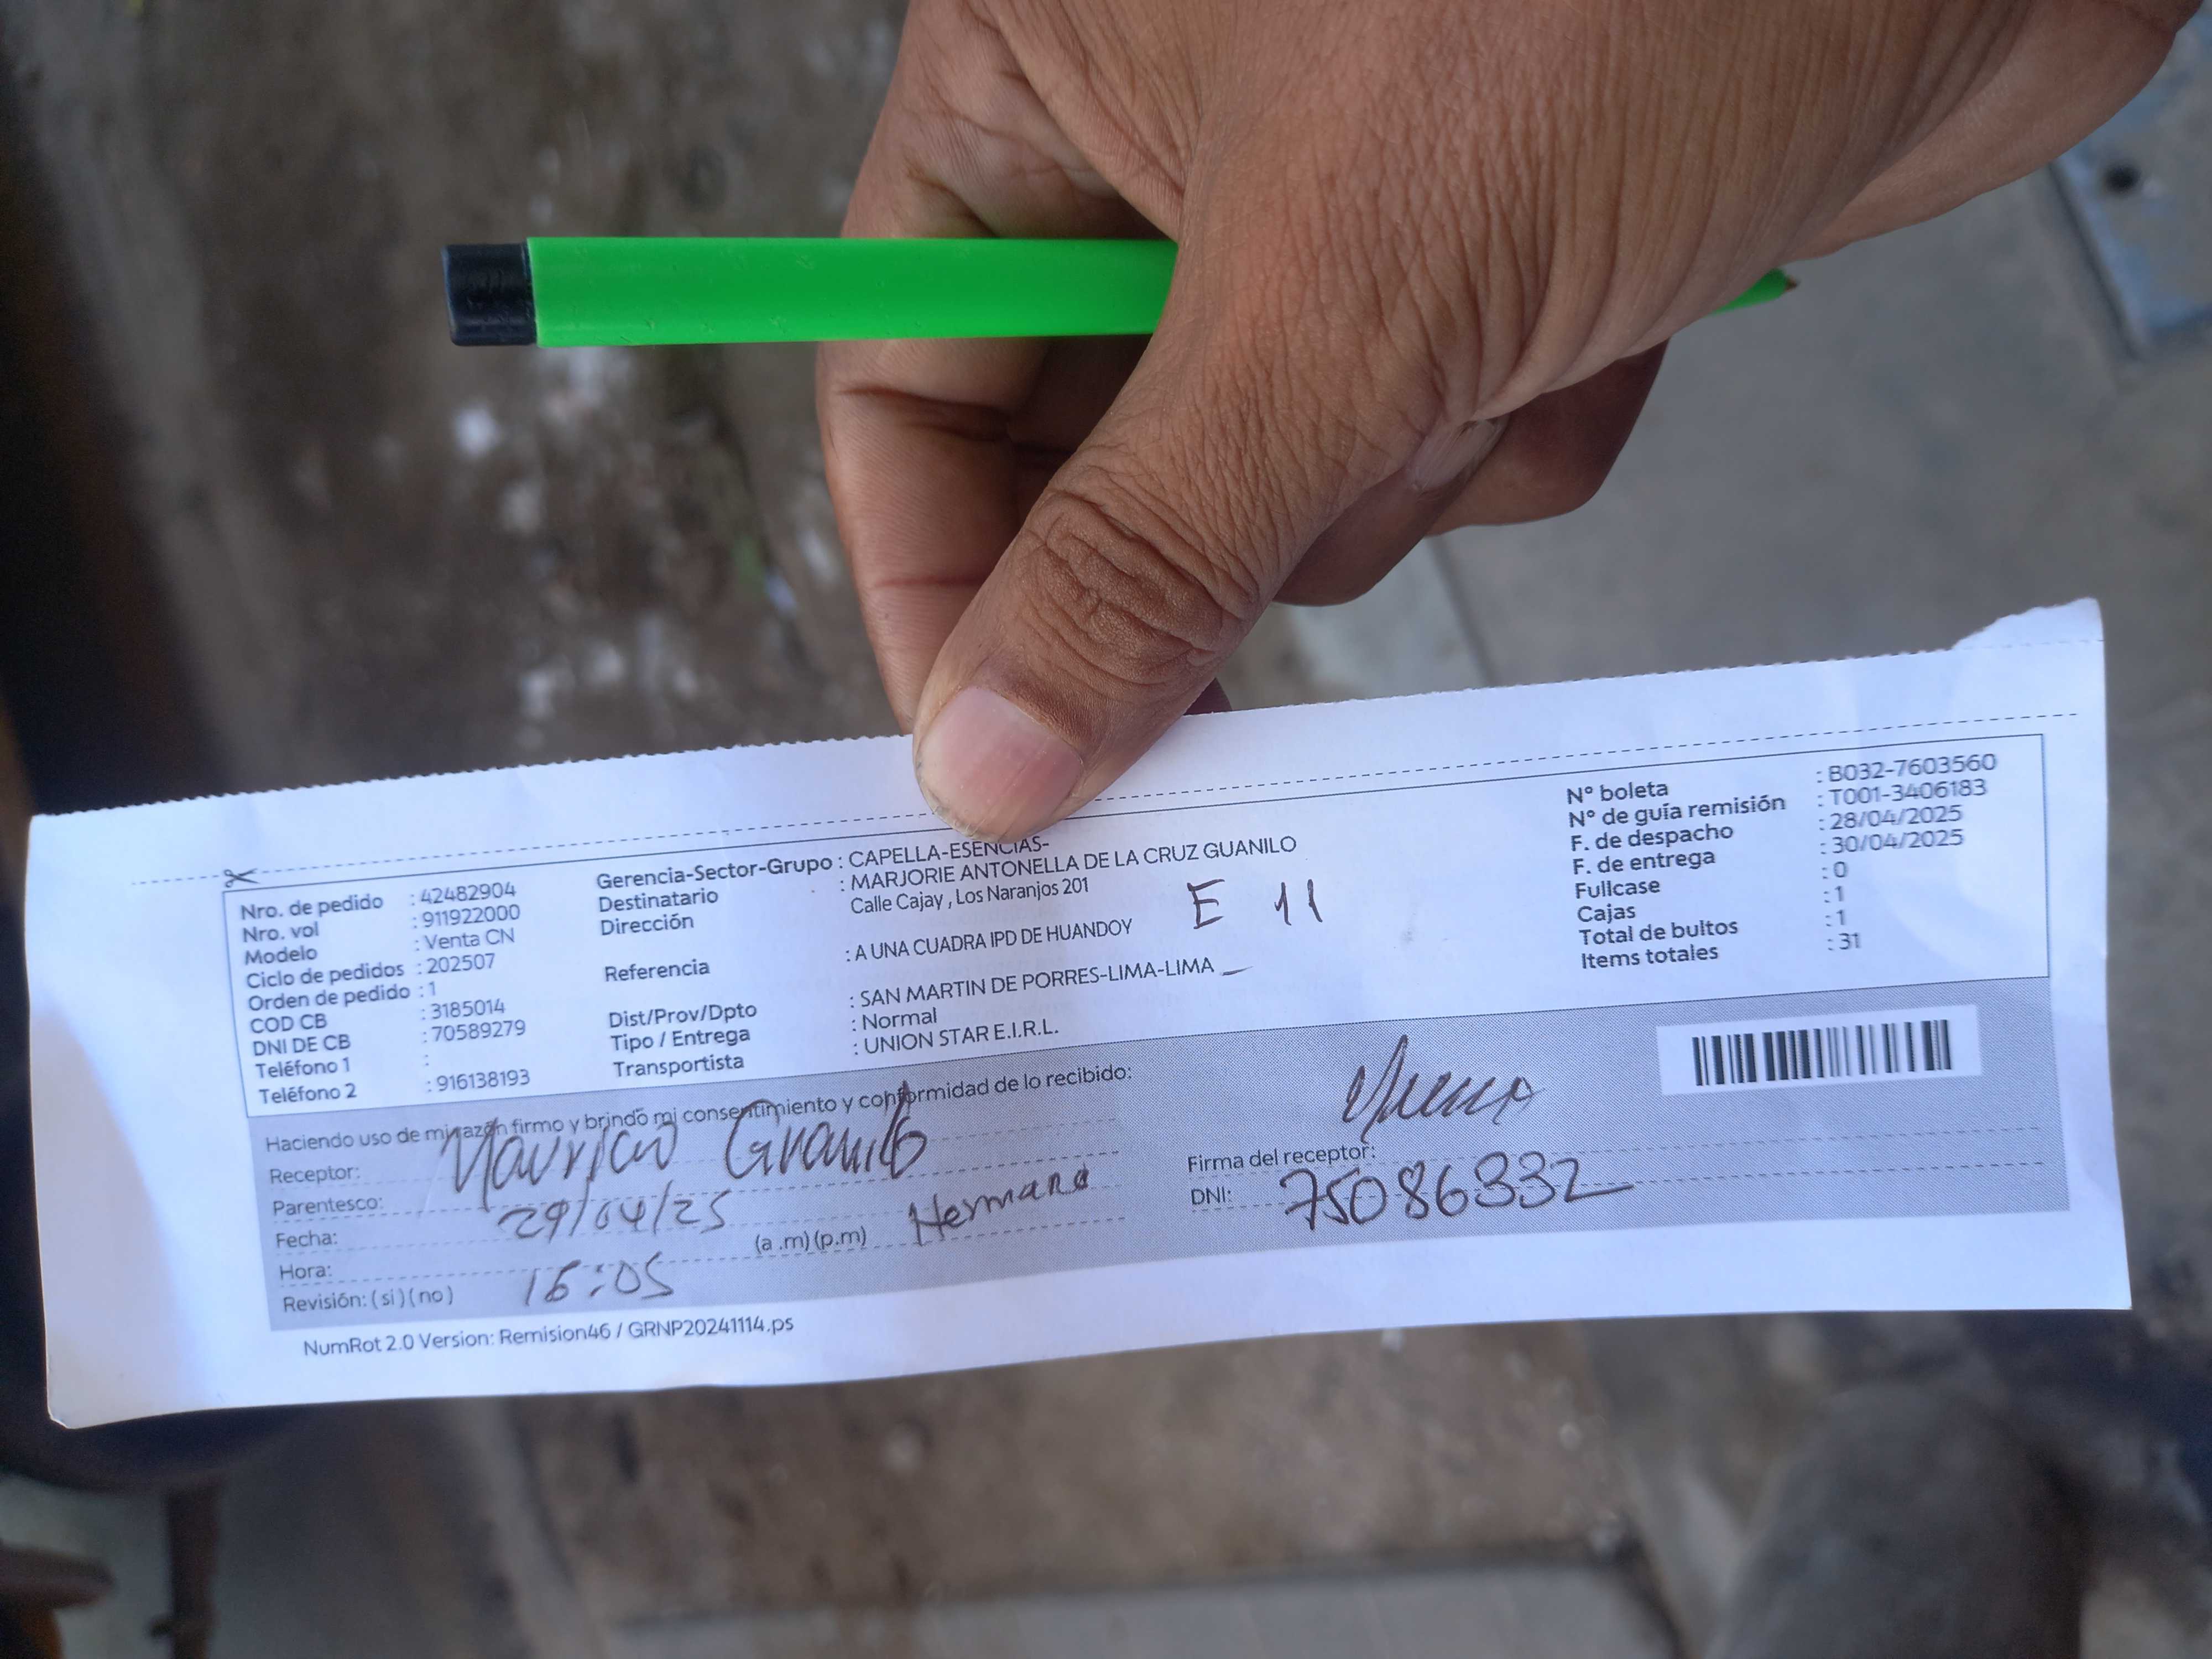 Nro. de pedido : 42482904
Nro. vol : 911922000
Modelo : Venta CN
Ciclo de pedidos : 202507
Orden de pedido : 1
COD CB : 3185014
DNI DE CB : 70589279
Teléfono 1 :
Teléfono 2 : 916138193
Gerencia-Sector-Grupo : CAPELLA-ESENCIAS-
Destinatario : MARJORIE ANTONELLA DE LA CRUZ GUANILO
Dirección Calle Cajay , Los Naranjos 201
E 11
Referencia : A UNA CUADRA IPD DE HUANDOY
Dist/Prov/Dpto : SAN MARTIN DE PORRES-LIMA-LIMA
Tipo / Entrega : Normal
Transportista : UNION STAR E.I.R.L.
N° boleta : B032-7603560
N° de guía remisión : T001-3406183
F. de despacho : 28/04/2025
F. de entrega : 30/04/2025
Fullcase : 0
Cajas : 1
Total de bultos : 1
Items totales : 31
Haciendo uso de mi razón firmo y brindo mi consentimiento y conformidad de lo recibido:
Receptor: Mauricio Guanilo
Parentesco: Hermano
Fecha: 29/04/25
Hora: (a .m) (p.m) 16:05
Revisión: ( si ) ( no )
Firma del receptor:
DNI: 75086332
NumRot 2.0 Version: Remision46 / GRNP20241114.ps